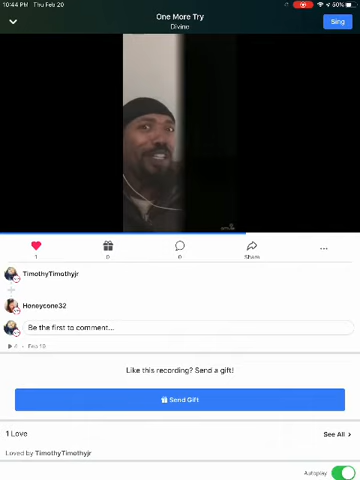 10:44 PM Thu Feb 20
50%
One More Try
Divine
Sing
1
0
0
Share
TimothyTimothyjr
Honeycone32
Be the first to comment...
6 · Feb 10
Like this recording? Send a gift!
Send Gift
1 Love
See All
Loved by TimothyTimothyjr
Autoplay